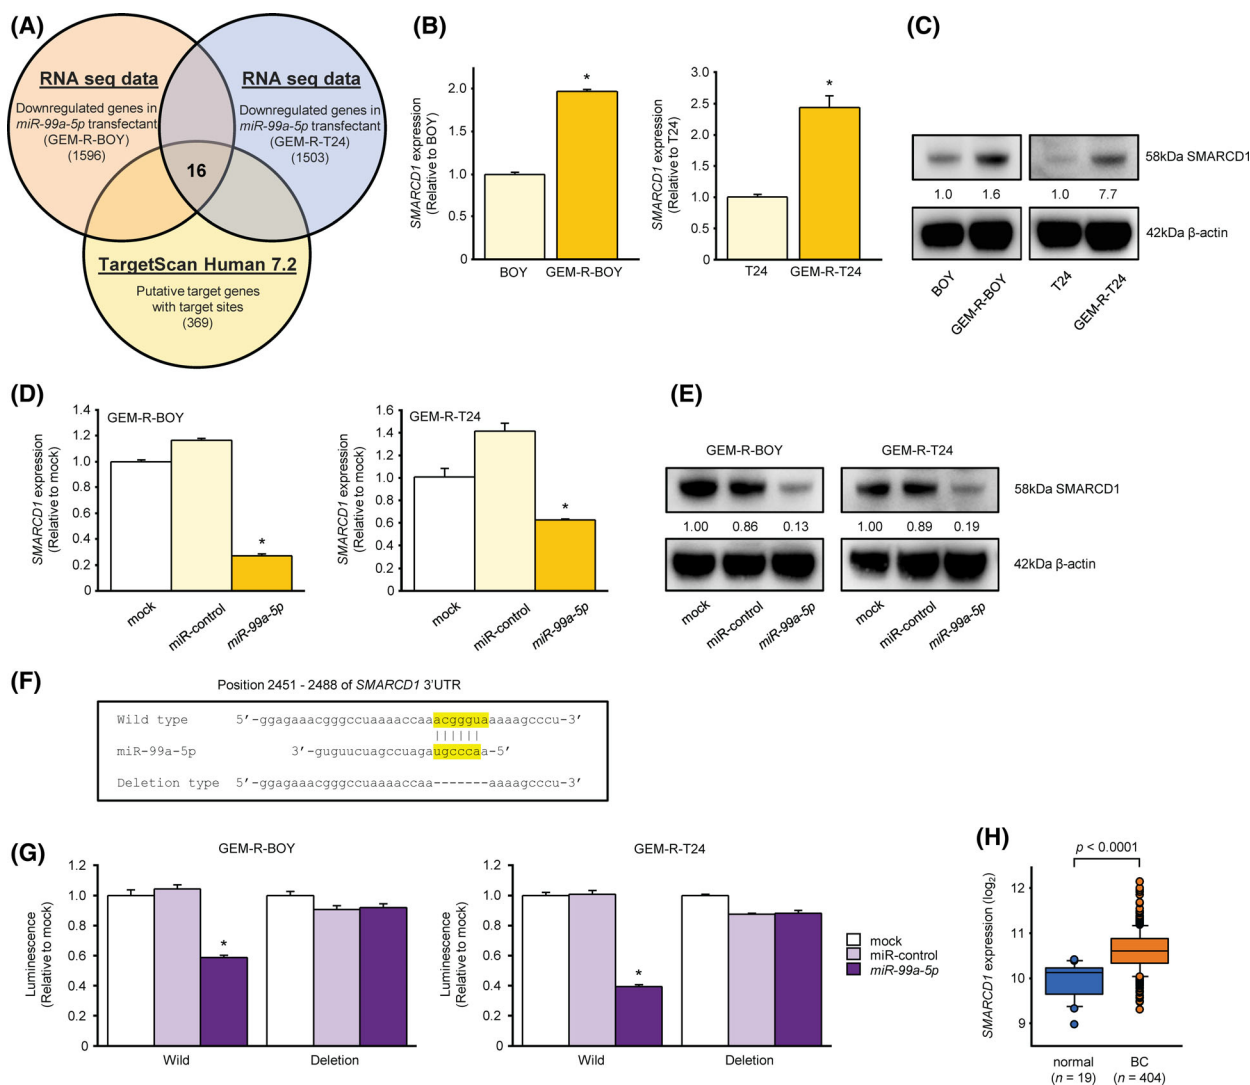 (A)
RNA seq data
Downregulated genes in
miR-99a-5p transfectant
(GEM-R-BOY)
(1596)
RNA seq data
Downregulated genes in
miR-99a-5p transfectant
(GEM-R-T24)
(1503)
16
TargetScan Human 7.2
Putative target genes
with target sites
(369)
(B)
SMARCD1 expression
(Relative to BOY)
2.0
1.5
1.0
0.5
0
BOY
GEM-R-BOY
*
SMARCD1 expression
(Relative to T24)
3.0
2.5
2.0
1.5
1.0
0.5
0
T24
GEM-R-T24
*
(C)
58kDa SMARCD1
1.0 1.6 1.0 7.7
42kDa β-actin
BOY
GEM-R-BOY
T24
GEM-R-T24
(D)
GEM-R-BOY
SMARCD1 expression
(Relative to mock)
1.4
1.2
1.0
0.8
0.6
0.4
0.2
0
*
mock
miR-control
miR-99a-5p
GEM-R-T24
SMARCD1 expression
(Relative to mock)
1.6
1.4
1.2
1.0
0.8
0.6
0.4
0.2
0
*
mock
miR-control
miR-99a-5p
(E)
GEM-R-BOY
GEM-R-T24
58kDa SMARCD1
1.00 0.86 0.13 1.00 0.89 0.19
42kDa β-actin
mock
miR-control
miR-99a-5p
mock
miR-control
miR-99a-5p
(F)
Position 2451 - 2488 of SMARCD1 3’UTR
Wild type 5’-ggagaaacgggccuaaaaccaaacggguaaaaagcccu-3’
miR-99a-5p 3’-guguucuagccuagaugcccaa-5’
Deletion type 5’-ggagaaacgggccuaaaaccaa-------aaaagcccu-3’
(G)
GEM-R-BOY
Luminescence
(Relative to mock)
1.2
1.0
0.8
0.6
0.4
0.2
0
*
Wild
Deletion
GEM-R-T24
Luminescence
(Relative to mock)
1.2
1.0
0.8
0.6
0.4
0.2
0
*
Wild
Deletion
mock
miR-control
miR-99a-5p
(H)
p < 0.0001
SMARCD1 expression (log2)
12
11
10
9
normal
(n = 19)
BC
(n = 404)